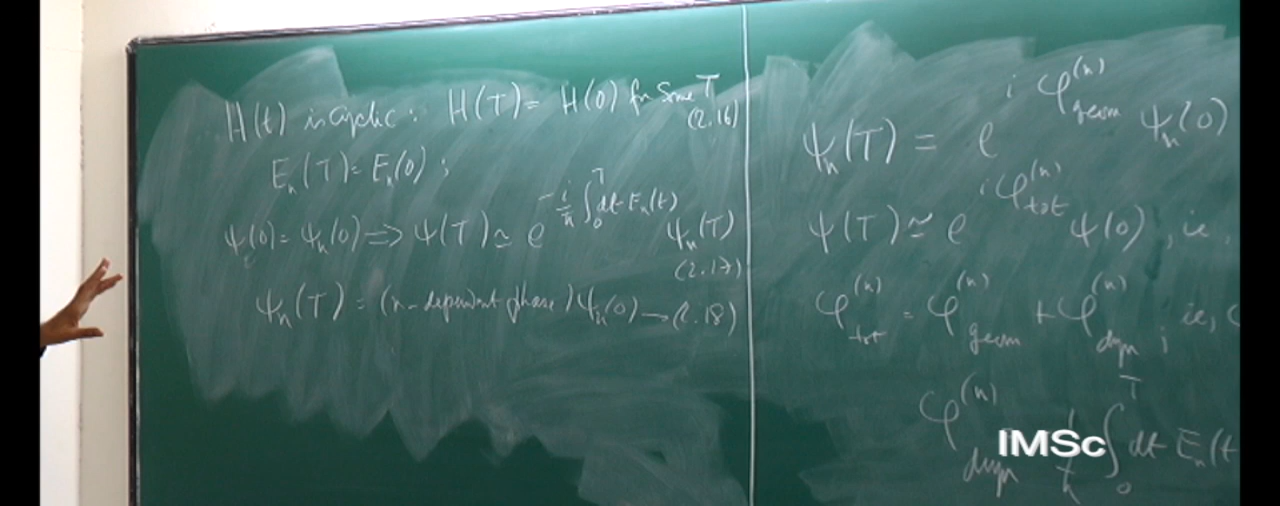 H(t) is cyclic : H(T) = H(0) for some T (2.16)
Eₙ(T) = Eₙ(0) ;
ψ(0) = ψₙ(0) ⇒ ψ(T) ≃ e^{-i/ħ ∫₀ᵀ dt Eₙ(t)} ψₙ(T) (2.17)
ψₙ(T) = (n-dependent phase) ψₙ(0) → (2.18)
ψₙ(T) = e^{i φ_geom^{(n)}} ψₙ(0)
ψ(T) ≃ e^{i φ_tot^{(n)}} ψ(0) , ie,
φ_tot^{(n)} = φ_geom^{(n)} + φ_dyn^{(n)} ; ie,
φ_dyn^{(n)} 1/ħ ∫₀ᵀ dt Eₙ(t
IMSc